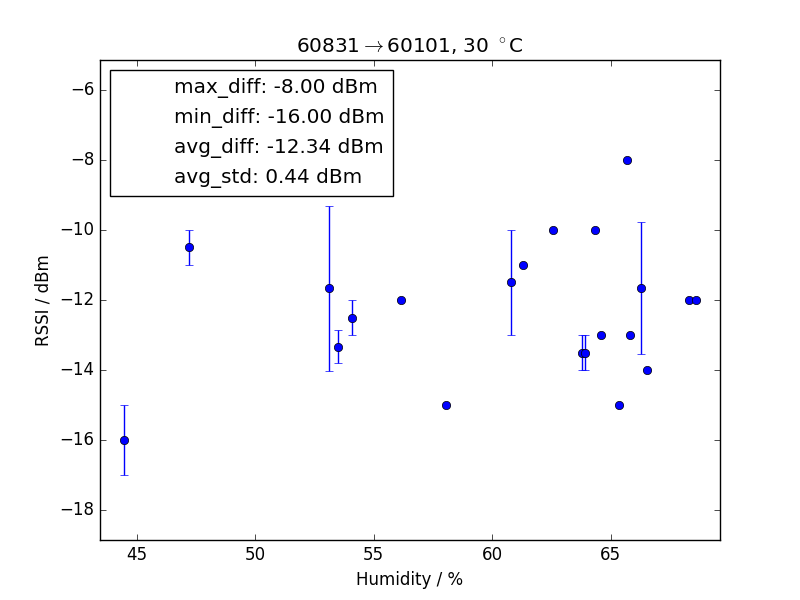 60831→60101, 30 °C
max_diff: -8.00 dBm
min_diff: -16.00 dBm
avg_diff: -12.34 dBm
avg_std: 0.44 dBm
−6
−8
−10
−12
−14
−16
−18
RSSI / dBm
45 50 55 60 65
Humidity / %